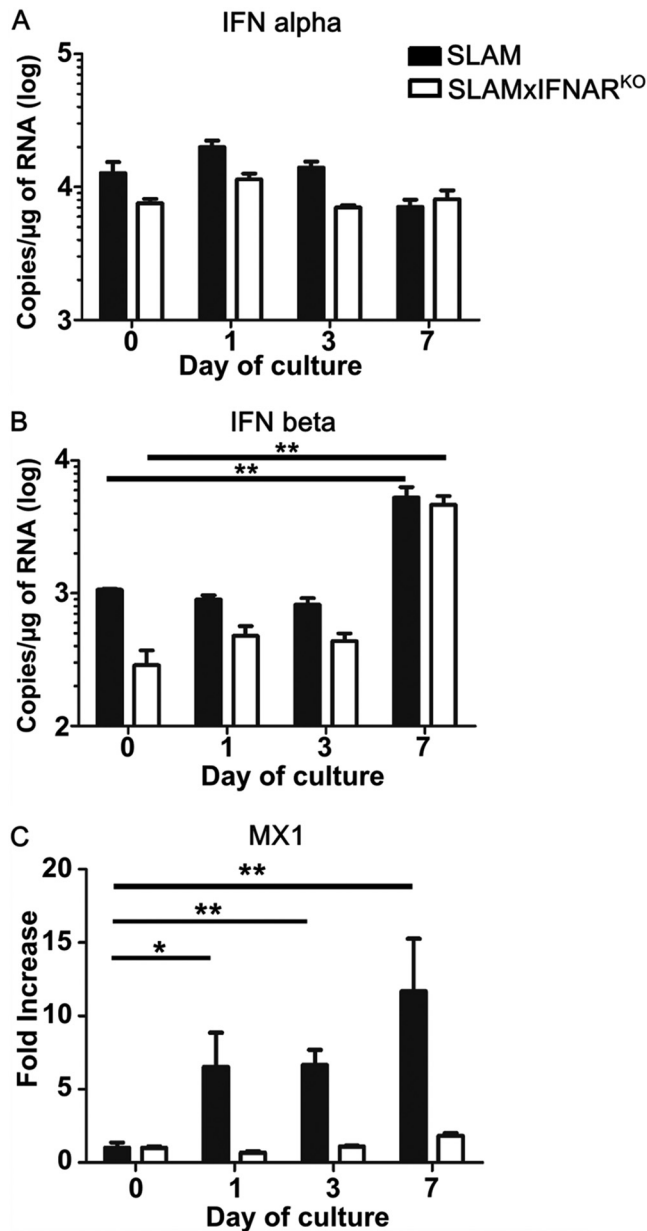 A
IFN alpha
SLAM
SLAMxIFNAR^KO
Copies/µg of RNA (log)
5
4
3
0 1 3 7
Day of culture
B
IFN beta
**
**
Copies/µg of RNA (log)
4
3
2
0 1 3 7
Day of culture
C
MX1
Fold Increase
20
15
10
5
0
**
**
*
0 1 3 7
Day of culture